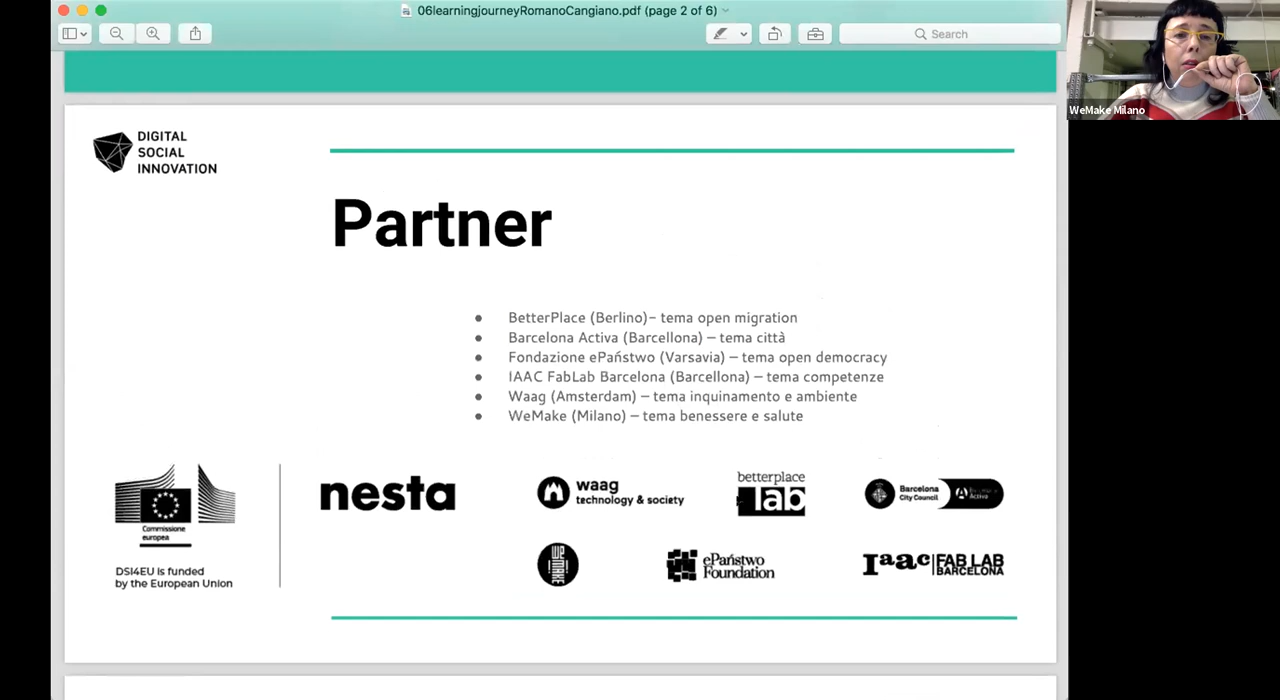 06learningjourneyRomanoCangiano.pdf (page 2 of 6)
Search
WeMake Milano
DIGITAL
SOCIAL
INNOVATION
Partner
● BetterPlace (Berlino)– tema open migration
● Barcelona Activa (Barcellona) – tema città
● Fondazione ePaństwo (Varsavia) – tema open democracy
● IAAC FabLab Barcelona (Barcellona) – tema competenze
● Waag (Amsterdam) – tema inquinamento e ambiente
● WeMake (Milano) – tema benessere e salute
Commissione
europea
DSI4EU is funded
by the European Union
nesta
waag
technology & society
betterplace
lab
Barcelona
City Council
Activa
WEMAKE
ePaństwo
Foundation
Iaac FAB LAB
BARCELONA